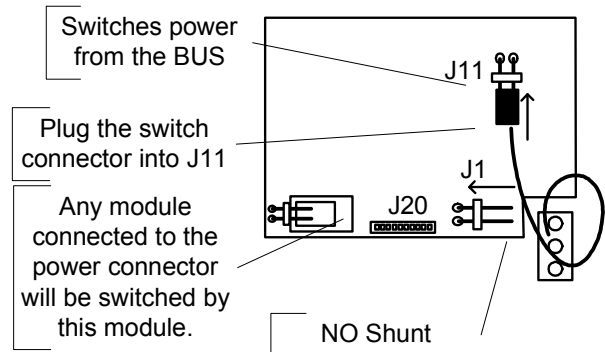 Switches power
from the BUS
J11
Plug the switch
connector into J11
J1
Any module
connected to the
power connector
will be switched by
this module.
J20
NO Shunt